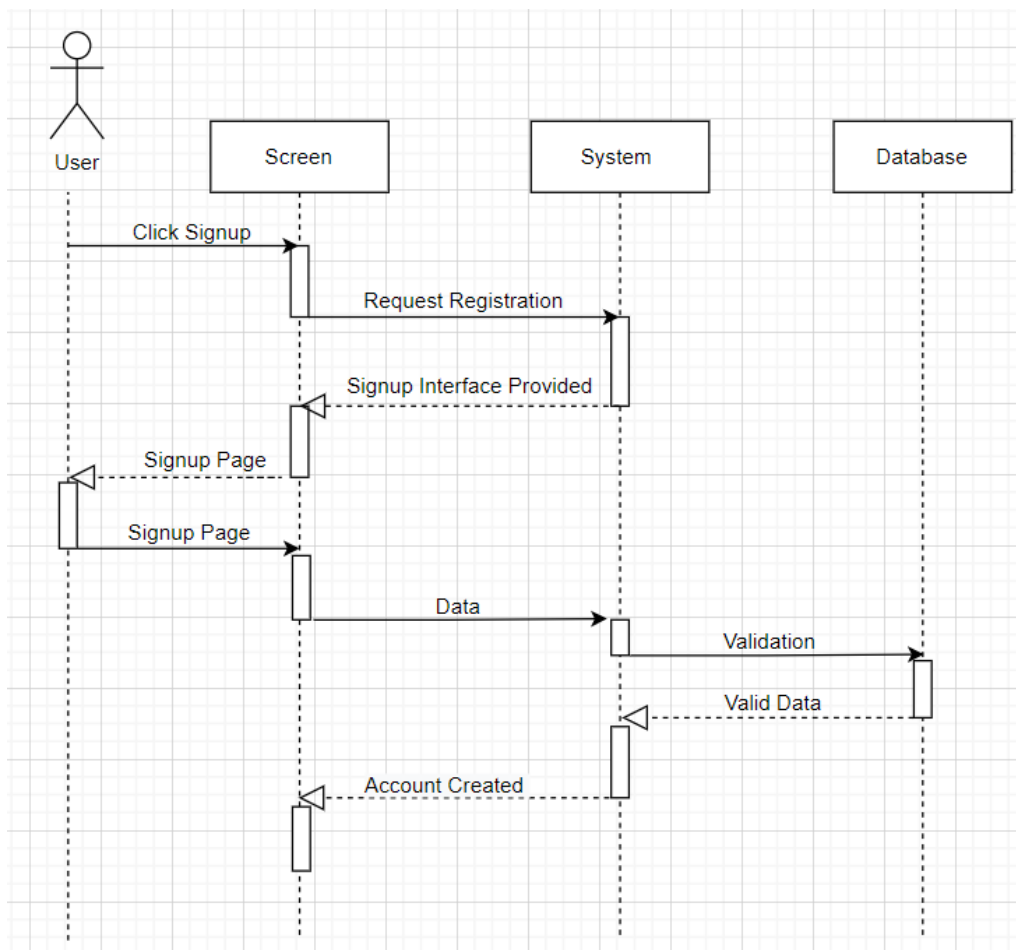 User
Screen
System
Database
Click Signup
Request Registration
Signup Interface Provided
Signup Page
Signup Page
Data
Validation
Valid Data
Account Created